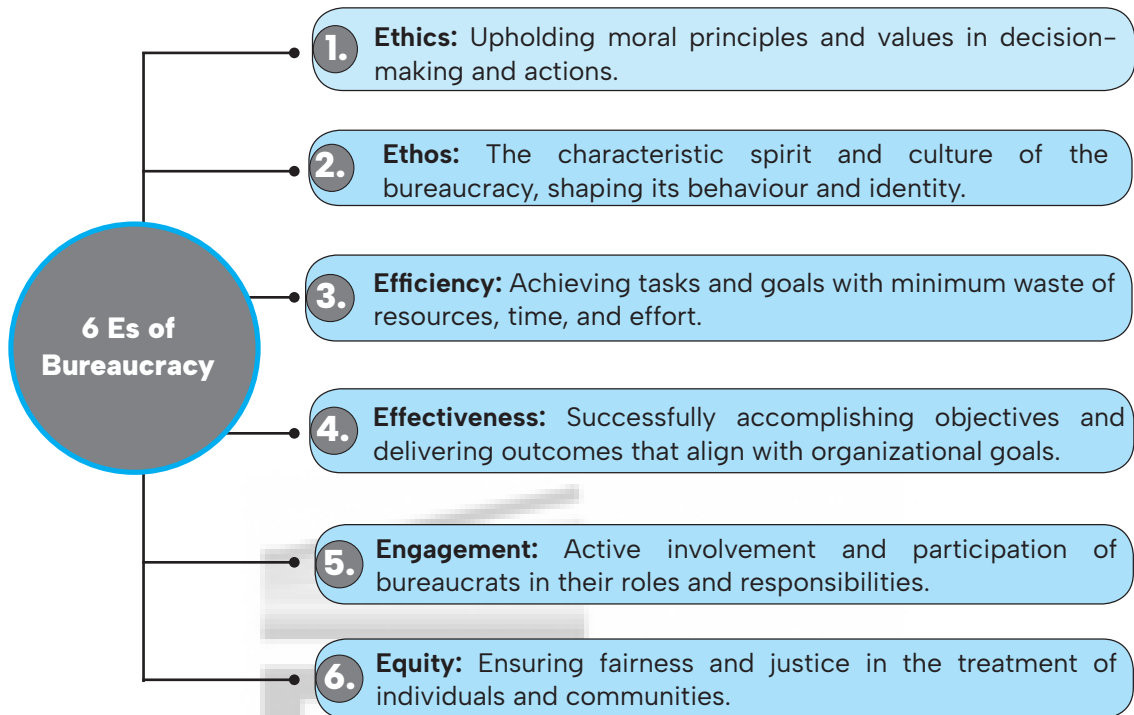 6 Es of
Bureaucracy
1. Ethics: Upholding moral principles and values in decision-
making and actions.
2. Ethos: The characteristic spirit and culture of the
bureaucracy, shaping its behaviour and identity.
3. Efficiency: Achieving tasks and goals with minimum waste of
resources, time, and effort.
4. Effectiveness: Successfully accomplishing objectives and
delivering outcomes that align with organizational goals.
5. Engagement: Active involvement and participation of
bureaucrats in their roles and responsibilities.
6. Equity: Ensuring fairness and justice in the treatment of
individuals and communities.